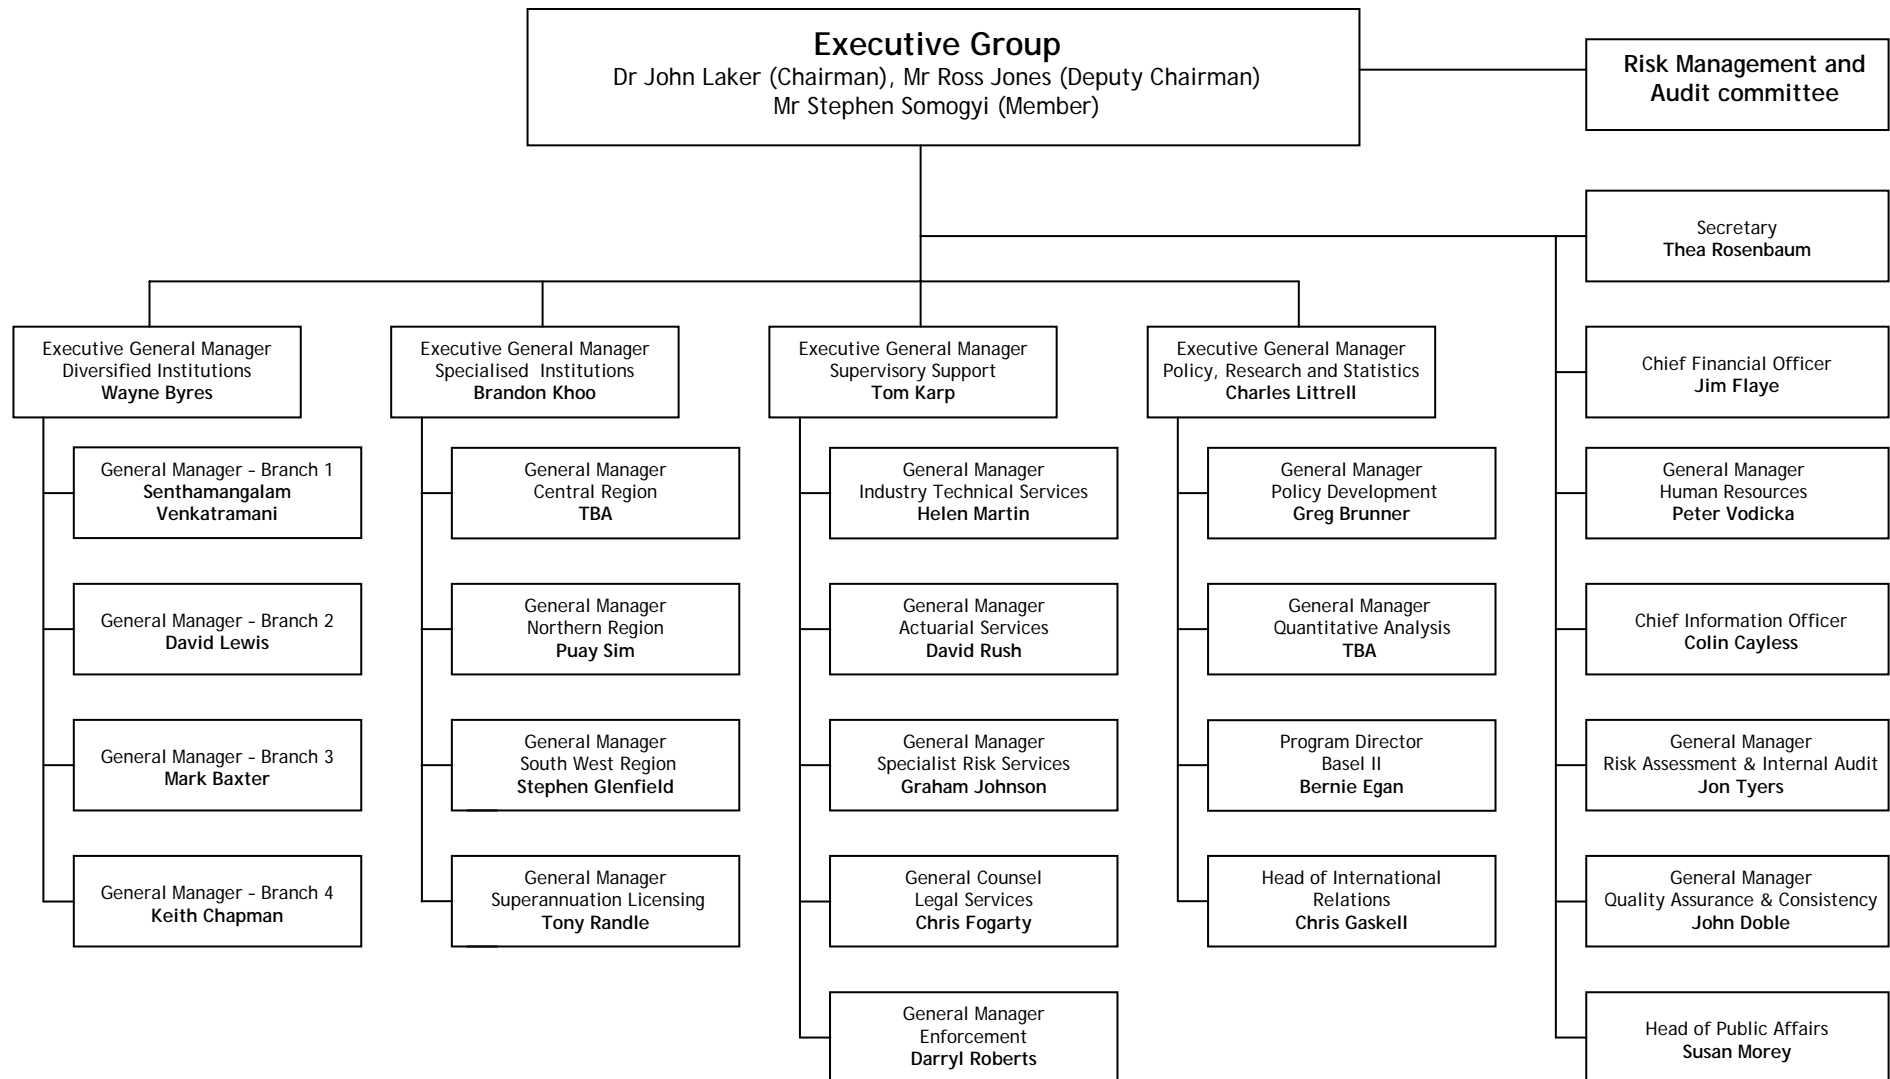 Executive Group
Dr John Laker (Chairman), Mr Ross Jones (Deputy Chairman)
Mr Stephen Somogyi (Member)
Risk Management and
Audit committee
Secretary
Thea Rosenbaum
Executive General Manager
Diversified Institutions
Wayne Byres
General Manager – Branch 1
Senthamangalam
Venkatramani
General Manager – Branch 2
David Lewis
General Manager – Branch 3
Mark Baxter
General Manager – Branch 4
Keith Chapman
Executive General Manager
Specialised Institutions
Brandon Khoo
General Manager
Central Region
TBA
General Manager
Northern Region
Puay Sim
General Manager
South West Region
Stephen Glenfield
General Manager
Superannuation Licensing
Tony Randle
Executive General Manager
Supervisory Support
Tom Karp
General Manager
Industry Technical Services
Helen Martin
General Manager
Actuarial Services
David Rush
General Manager
Specialist Risk Services
Graham Johnson
General Counsel
Legal Services
Chris Fogarty
General Manager
Enforcement
Darryl Roberts
Executive General Manager
Policy, Research and Statistics
Charles Littrell
General Manager
Policy Development
Greg Brunner
General Manager
Quantitative Analysis
TBA
Program Director
Basel II
Bernie Egan
Head of International
Relations
Chris Gaskell
Chief Financial Officer
Jim Flaye
General Manager
Human Resources
Peter Vodicka
Chief Information Officer
Colin Cayless
General Manager
Risk Assessment & Internal Audit
Jon Tyers
General Manager
Quality Assurance & Consistency
John Doble
Head of Public Affairs
Susan Morey